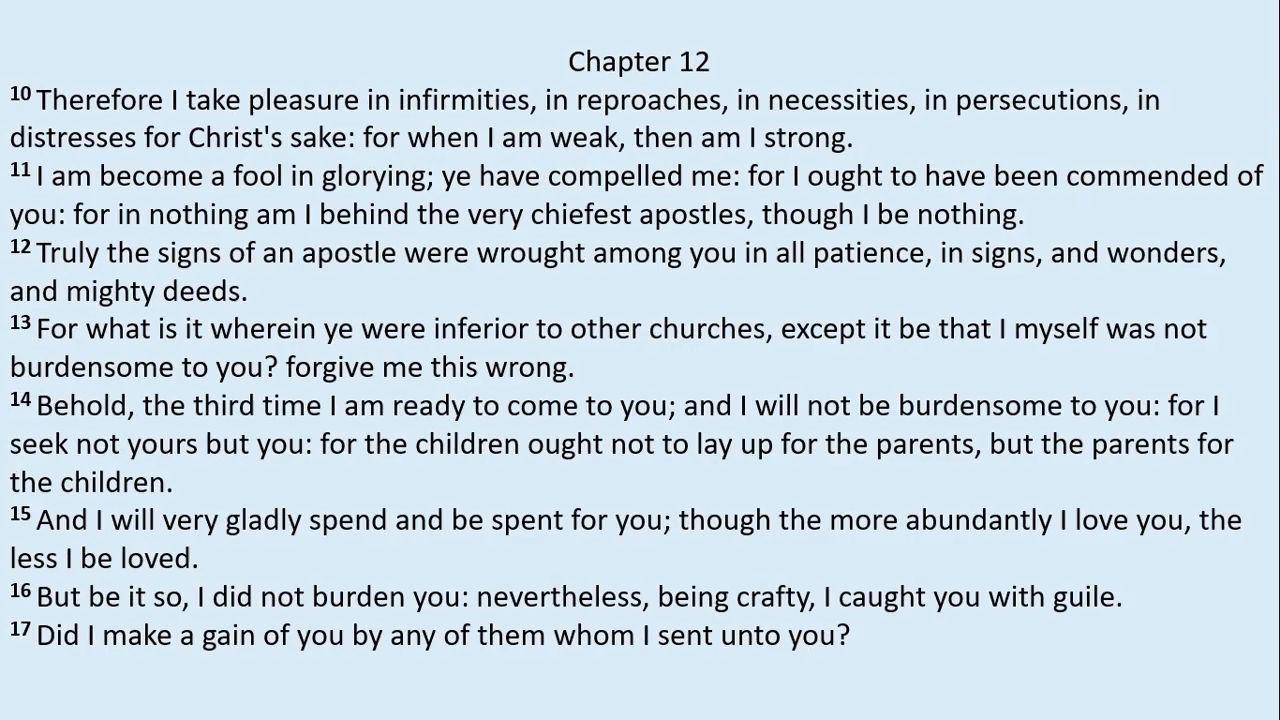 Chapter 12
10 Therefore I take pleasure in infirmities, in reproaches, in necessities, in persecutions, in
distresses for Christ's sake: for when I am weak, then am I strong.
11 I am become a fool in glorying; ye have compelled me: for I ought to have been commended of
you: for in nothing am I behind the very chiefest apostles, though I be nothing.
12 Truly the signs of an apostle were wrought among you in all patience, in signs, and wonders,
and mighty deeds.
13 For what is it wherein ye were inferior to other churches, except it be that I myself was not
burdensome to you? forgive me this wrong.
14 Behold, the third time I am ready to come to you; and I will not be burdensome to you: for I
seek not yours but you: for the children ought not to lay up for the parents, but the parents for
the children.
15 And I will very gladly spend and be spent for you; though the more abundantly I love you, the
less I be loved.
16 But be it so, I did not burden you: nevertheless, being crafty, I caught you with guile.
17 Did I make a gain of you by any of them whom I sent unto you?